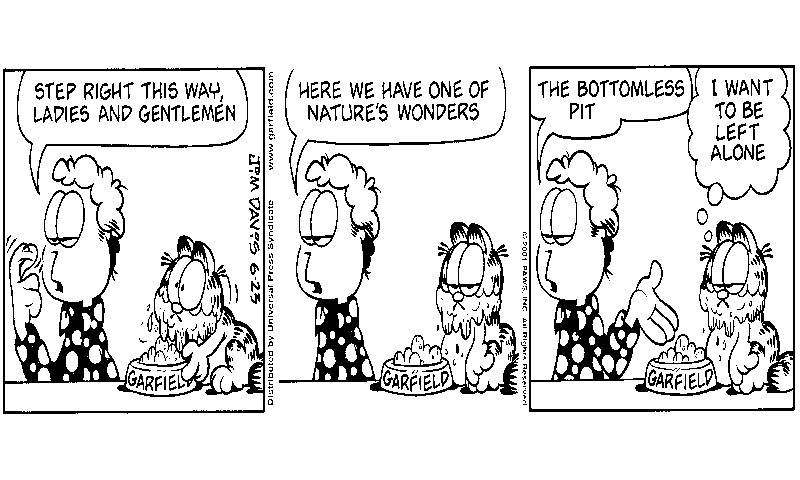 STEP RIGHT THIS WAY,
LADIES AND GENTLEMEN
GARFIELD
www.garfield.com
JIM DAVIS 6·25
Distributed by Universal Press Syndicate
HERE WE HAVE ONE OF
NATURE'S WONDERS
GARFIELD
© 2001 PAWS, INC. All Rights Reserved.
THE BOTTOMLESS
PIT
I WANT
TO BE
LEFT
ALONE
GARFIELD